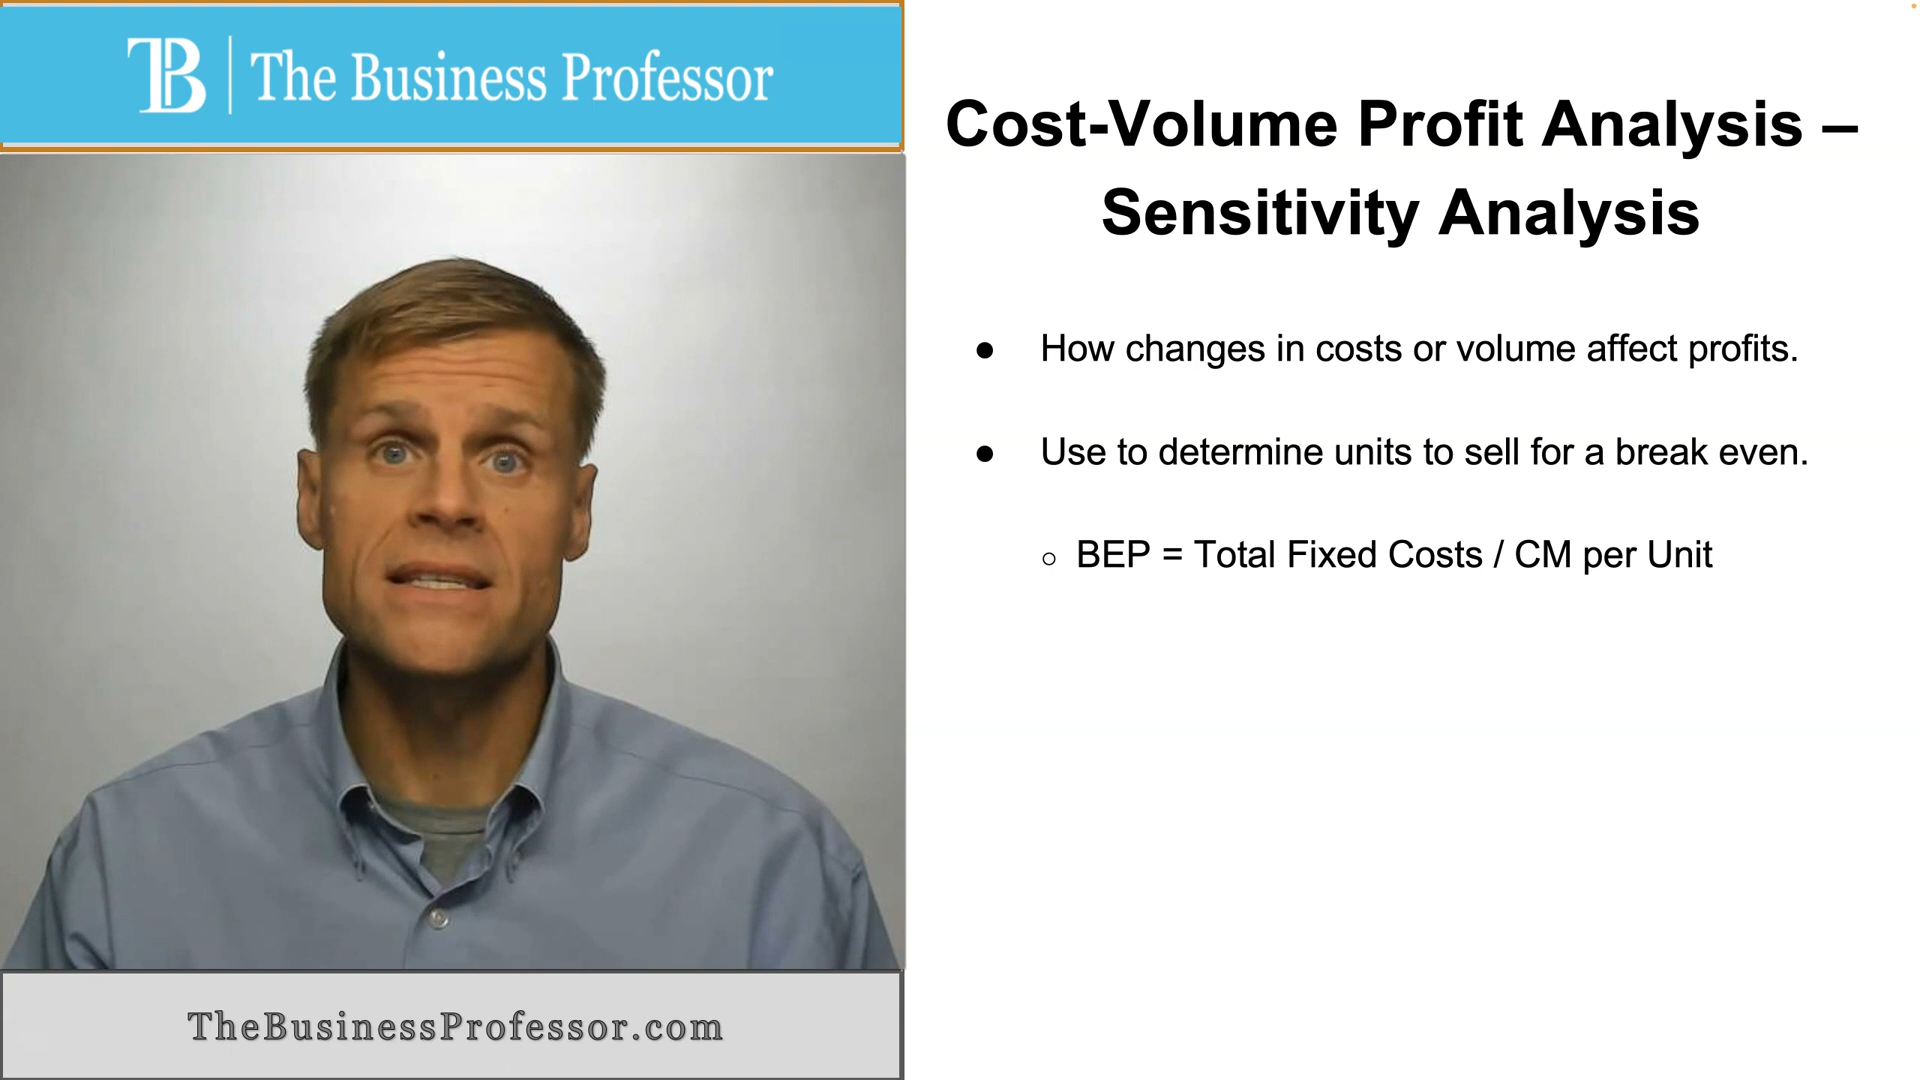 TB | The Business Professor
Cost-Volume Profit Analysis –
Sensitivity Analysis
● How changes in costs or volume affect profits.
● Use to determine units to sell for a break even.
○ BEP = Total Fixed Costs / CM per Unit
TheBusinessProfessor.com